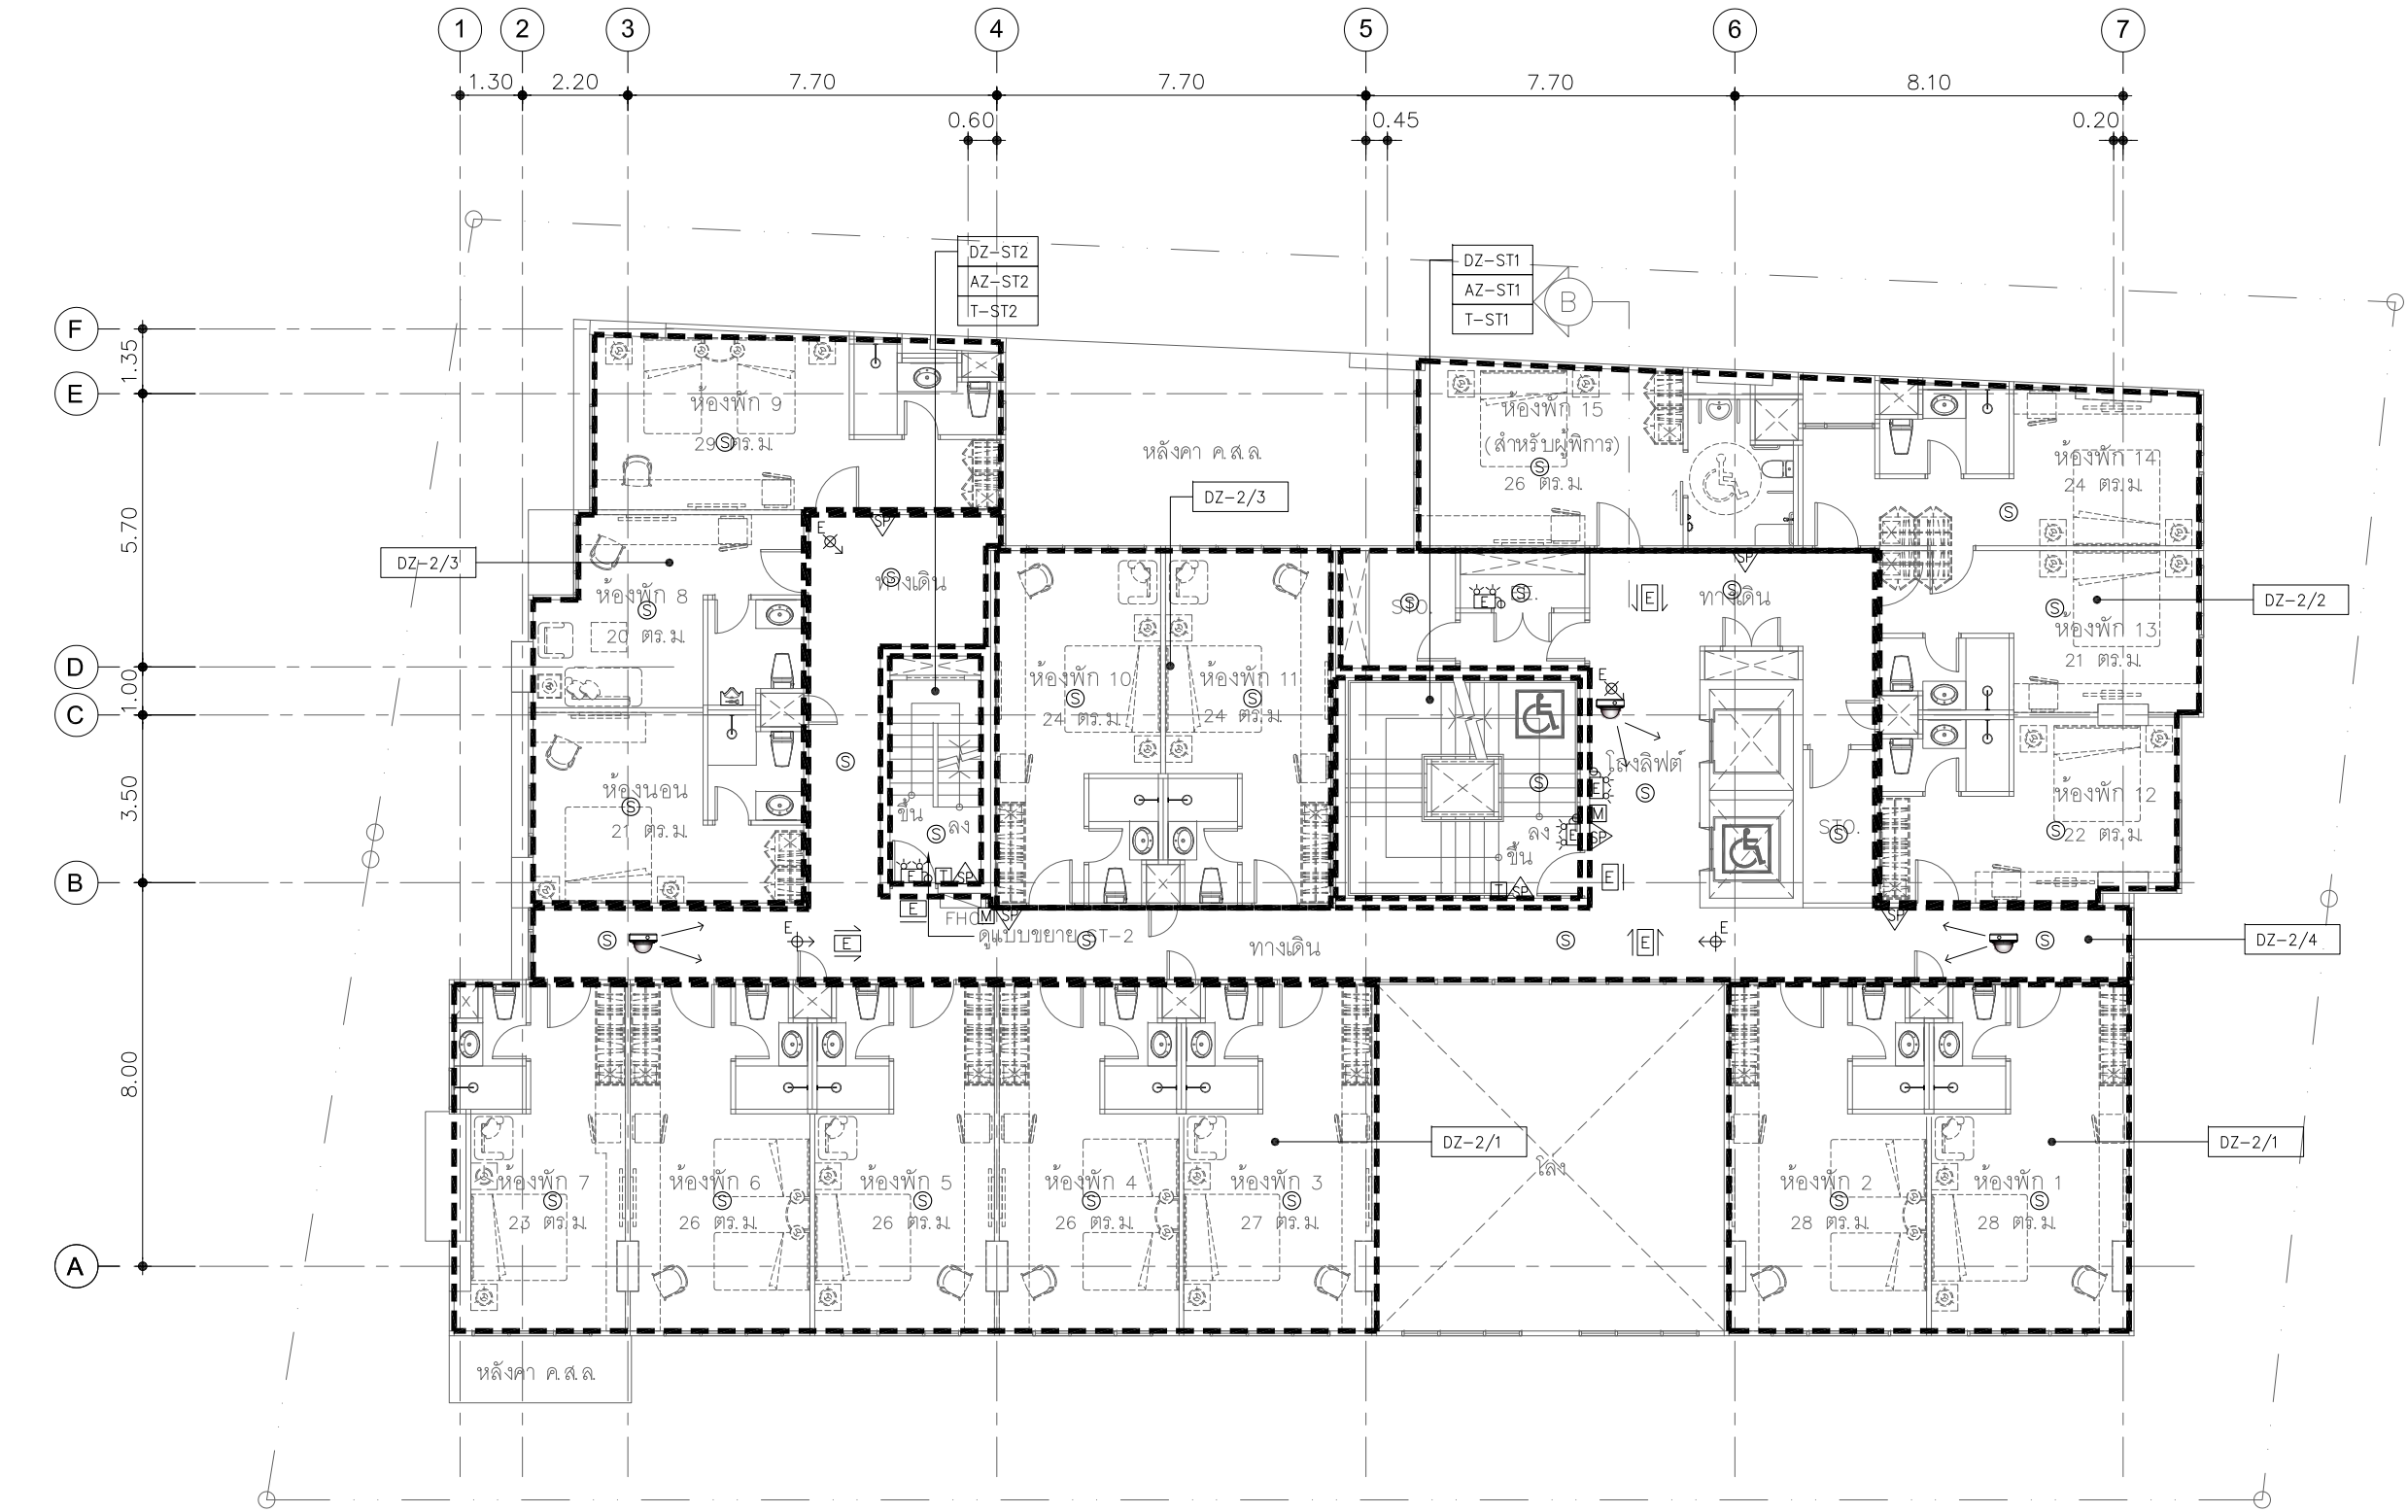 1 2 3 4 5 6 7
1.30 2.20 7.70 7.70 7.70 8.10
0.60 0.45 0.20
DZ-ST2
AZ-ST2
T-ST2
DZ-ST1
AZ-ST1
T-ST1
B
F
1.35
E
5.70
D
1.00
C
3.50
B
8.00
A
ห้องพัก 9
29 ตร.ม.
S
หลังคา ค.ส.ล.
ห้องพัก 15
(สำหรับผู้พิการ)
S
26 ตร.ม.
ห้องพัก 14
24 ตร.ม.
S
DZ-2/3
DZ-2/3
SP
E
S
ทางเดิน
ห้องพัก 8
S
20 ตร.ม.
STO.
S
E
S
E
SP
S
ทางเดิน
S
ห้องพัก 13
21 ตร.ม.
DZ-2/2
ห้องพัก 10
S
24 ตร.ม.
ห้องพัก 11
S
24 ตร.ม.
E
ห้องนอน
S
21 ตร.ม.
S
ขึ้น
ลง
S
E
T
SP
S
ลง
ขึ้น
T
SP
โถงลิฟต์
S
E
M
E
SP
E
STO.
S
ห้องพัก 12
S
22 ตร.ม.
SP
E
FHC
M
SP
S
E
E
ดูแบบขยาย ST-2
S
ทางเดิน
S
E
E
S
DZ-2/4
ห้องพัก 7
S
23 ตร.ม.
ห้องพัก 6
S
26 ตร.ม.
ห้องพัก 5
S
26 ตร.ม.
ห้องพัก 4
S
26 ตร.ม.
ห้องพัก 3
S
27 ตร.ม.
DZ-2/1
โล่ง
ห้องพัก 2
S
28 ตร.ม.
ห้องพัก 1
S
28 ตร.ม.
DZ-2/1
หลังคา ค.ส.ล.